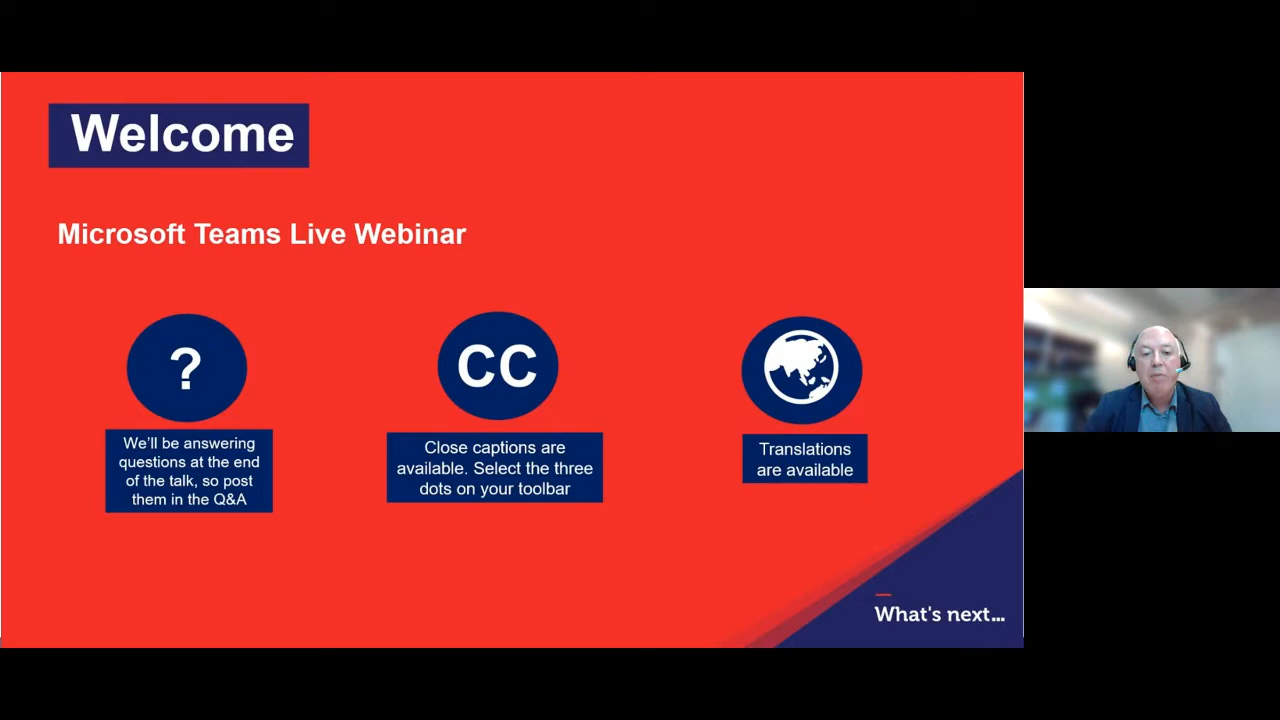 Welcome
Microsoft Teams Live Webinar
?
We'll be answering
questions at the end
of the talk, so post
them in the Q&A
CC
Close captions are
available. Select the three
dots on your toolbar
Translations
are available
What's next...